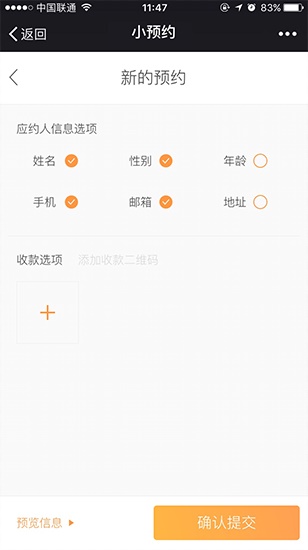 中国联通 11:47 83%
返回 小预约
新的预约
应约人信息选项
姓名 性别 年龄
手机 邮箱 地址
收款选项 添加收款二维码
预览信息 确认提交